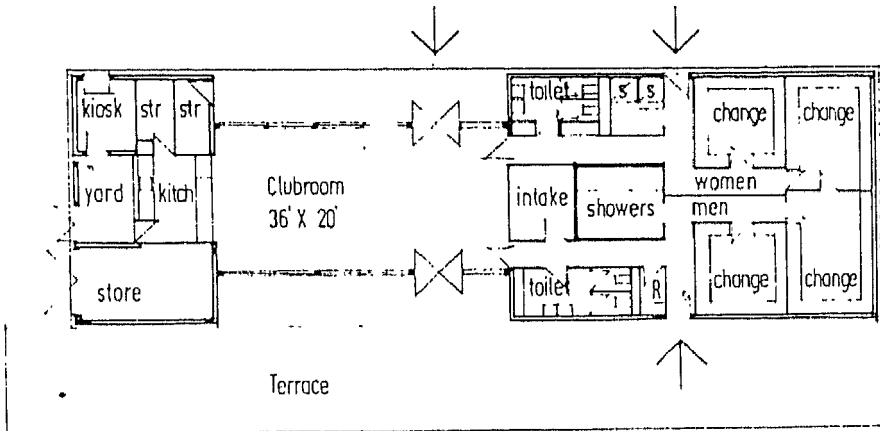 kiosk
str
str
toilet
s
s
change
change
yard
kitch
Clubroom
36' X 20'
intake
showers
women
men
store
toilet
R
change
change
Terrace